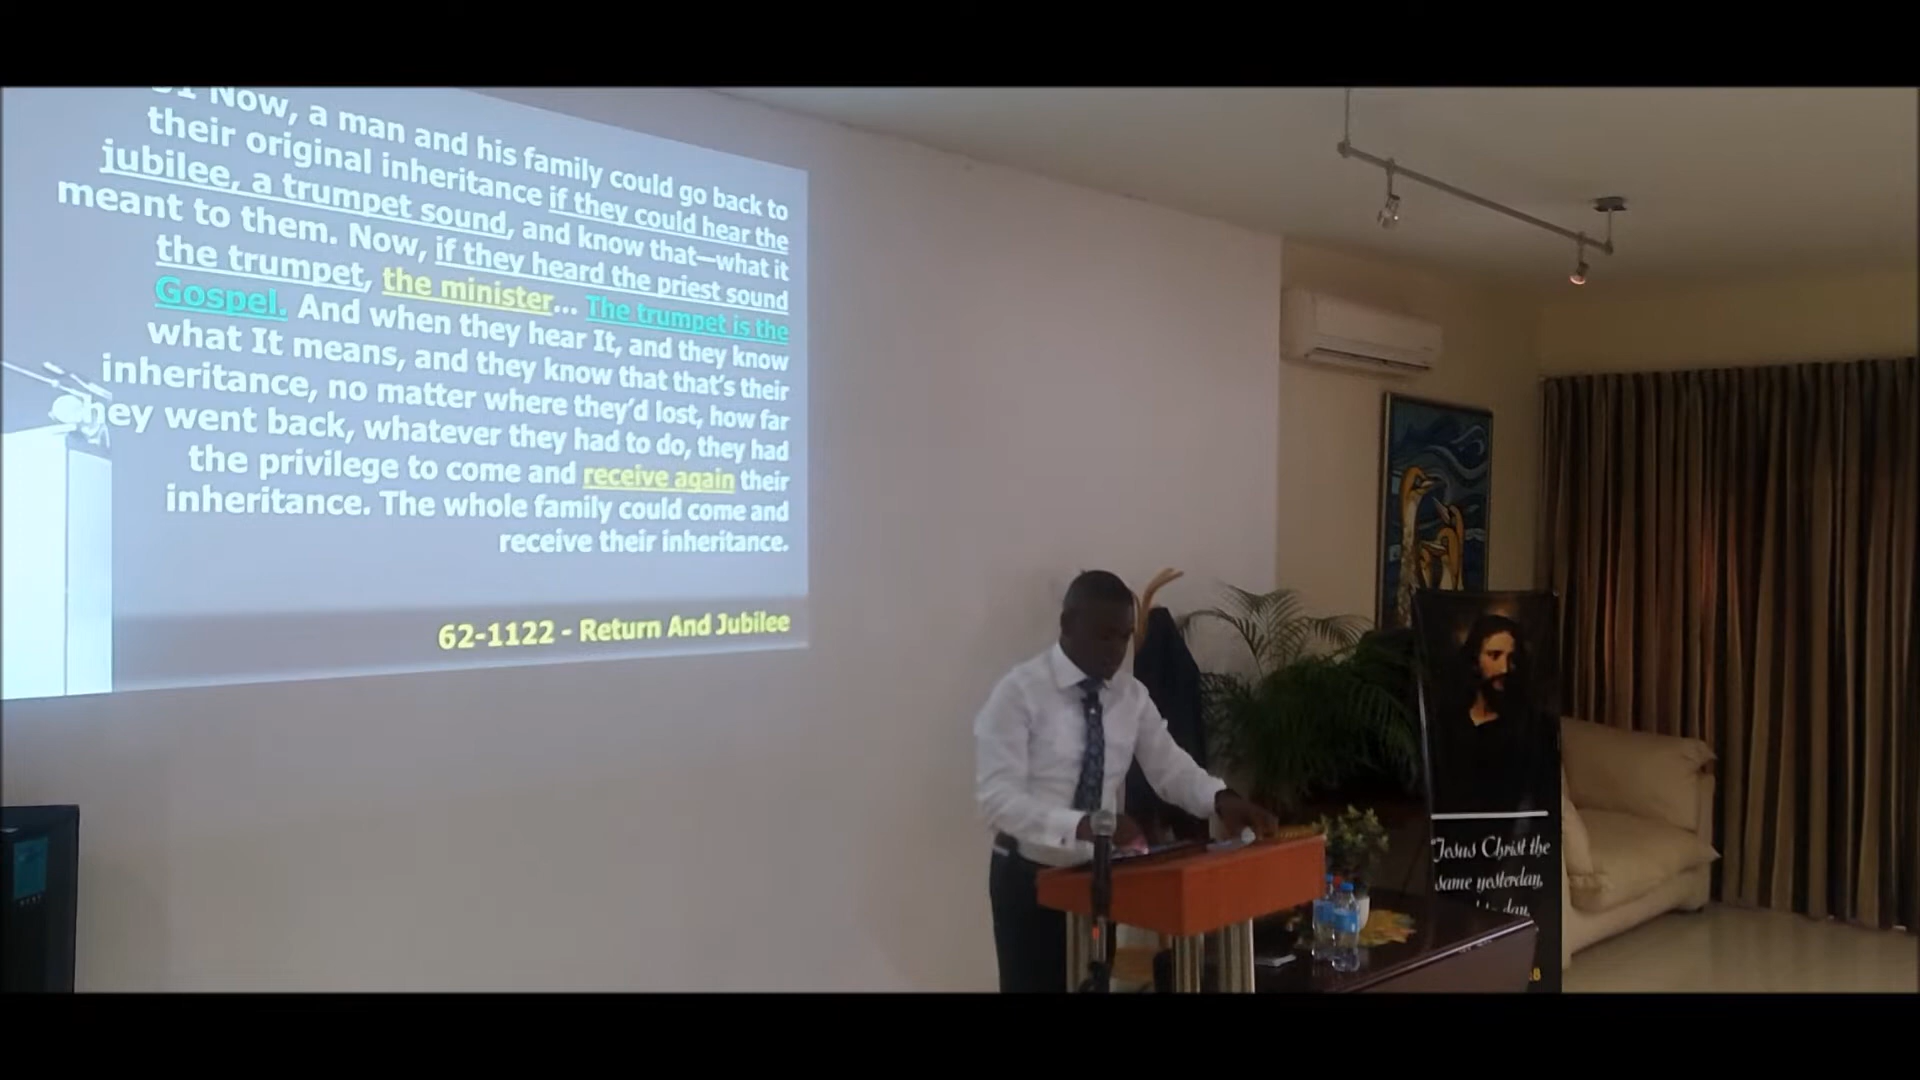 Now, a man and his family could go back to
their original inheritance if they could hear the
jubilee, a trumpet sound, and know that—what it
meant to them. Now, if they heard the priest sound
the trumpet, the minister... The trumpet is the
Gospel. And when they hear It, and they know
what It means, and they know that that's their
inheritance, no matter where they'd lost, how far
they went back, whatever they had to do, they had
the privilege to come and receive again their
inheritance. The whole family could come and
receive their inheritance.
62-1122 - Return And Jubilee
"Jesus Christ the
same yesterday,
day,
:8